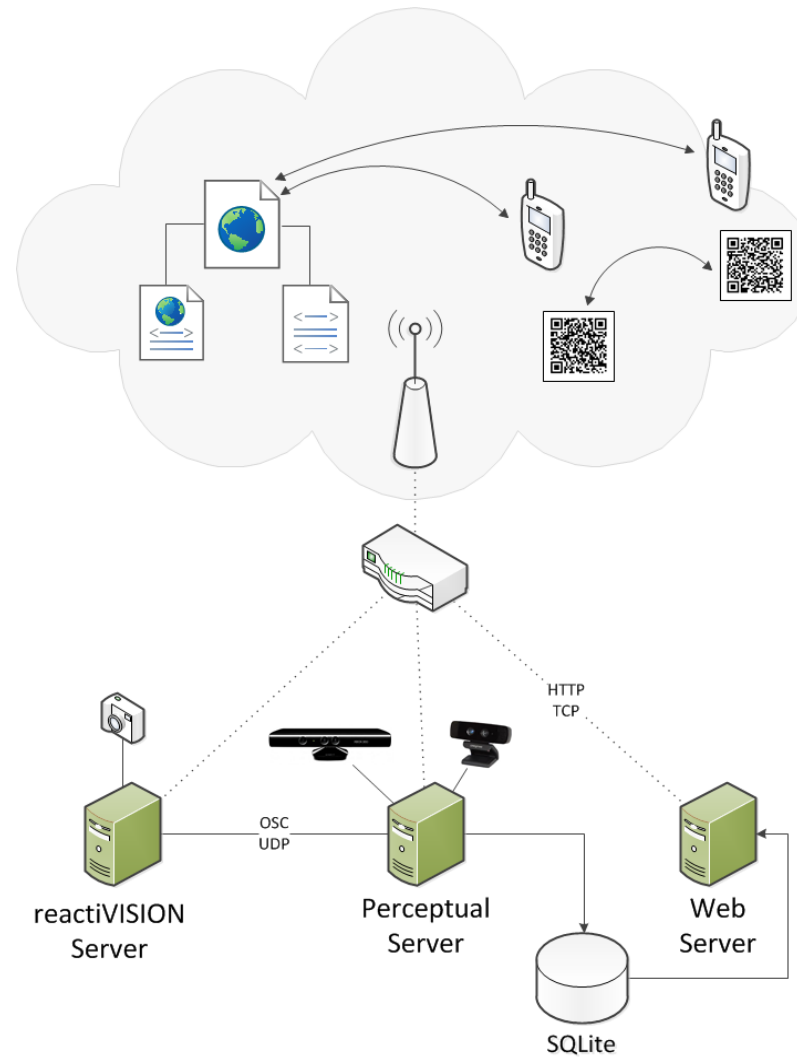 HTTP
TCP
OSC
UDP
reactiVISION
Server
Perceptual
Server
Web
Server
SQLite